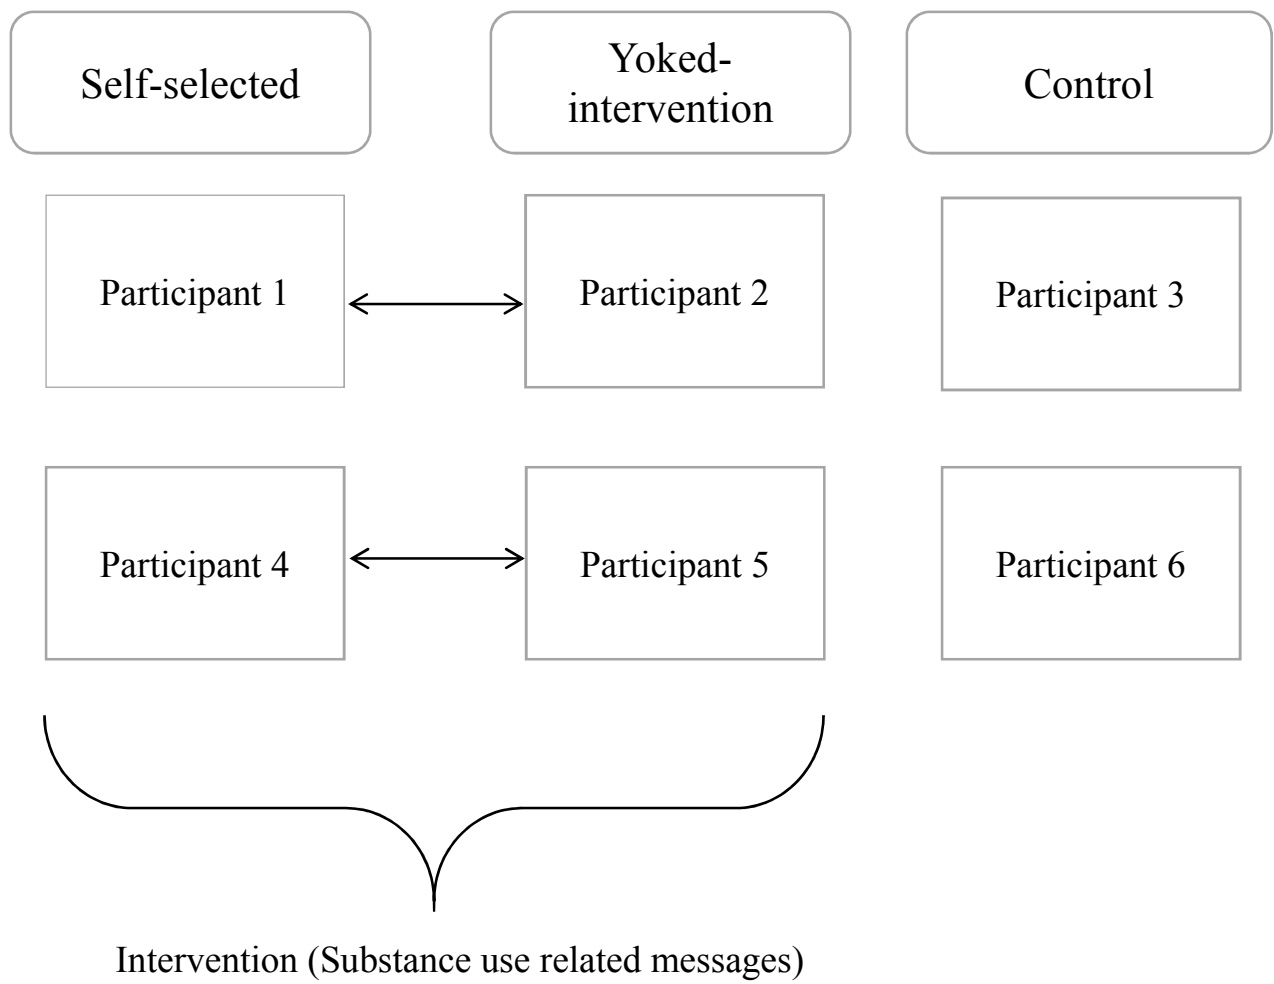 Self-selected
Yoked-
intervention
Control
Participant 1
Participant 2
Participant 3
Participant 4
Participant 5
Participant 6
Intervention (Substance use related messages)